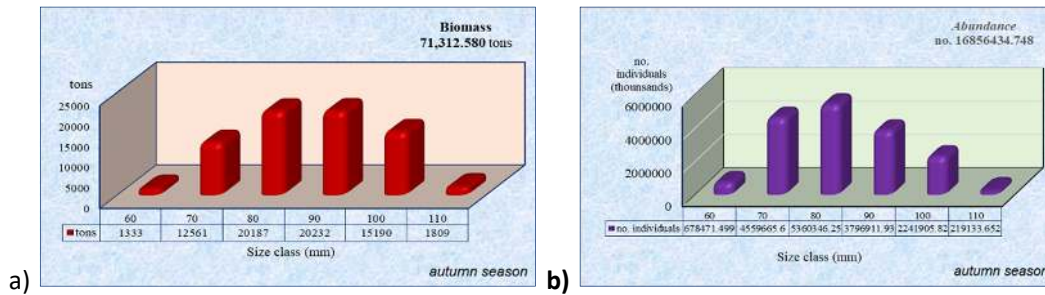 Biomass
71,312.580 tons
tons
25000
20000
15000
10000
5000
0
60 70 80 90 100 110
tons 1333 12561 20187 20232 15190 1809
Size class (mm)
autumn season
a)
Abundance
no. 16856434.748
no.
individuals
(thounsands)
6000000
4000000
2000000
0
60 70 80 90 100 110
no. individuals 678471.499 4559665.6 5360346.25 3796911.93 2241905.82 219133.652
Size class (mm)
autumn season
b)